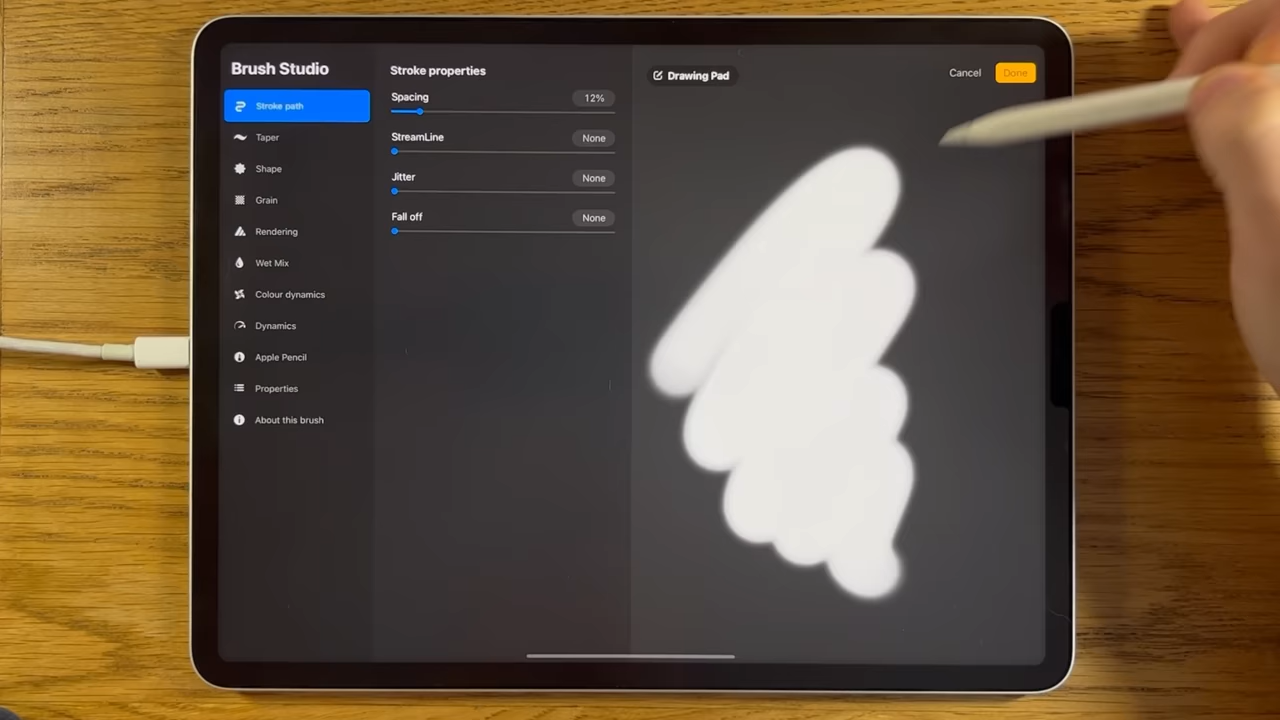 Brush Studio
Stroke path
Taper
Shape
Grain
Rendering
Wet Mix
Colour dynamics
Dynamics
Apple Pencil
Properties
About this brush
Stroke properties
Spacing 12%
StreamLine None
Jitter None
Fall off None
Drawing Pad
Cancel Done